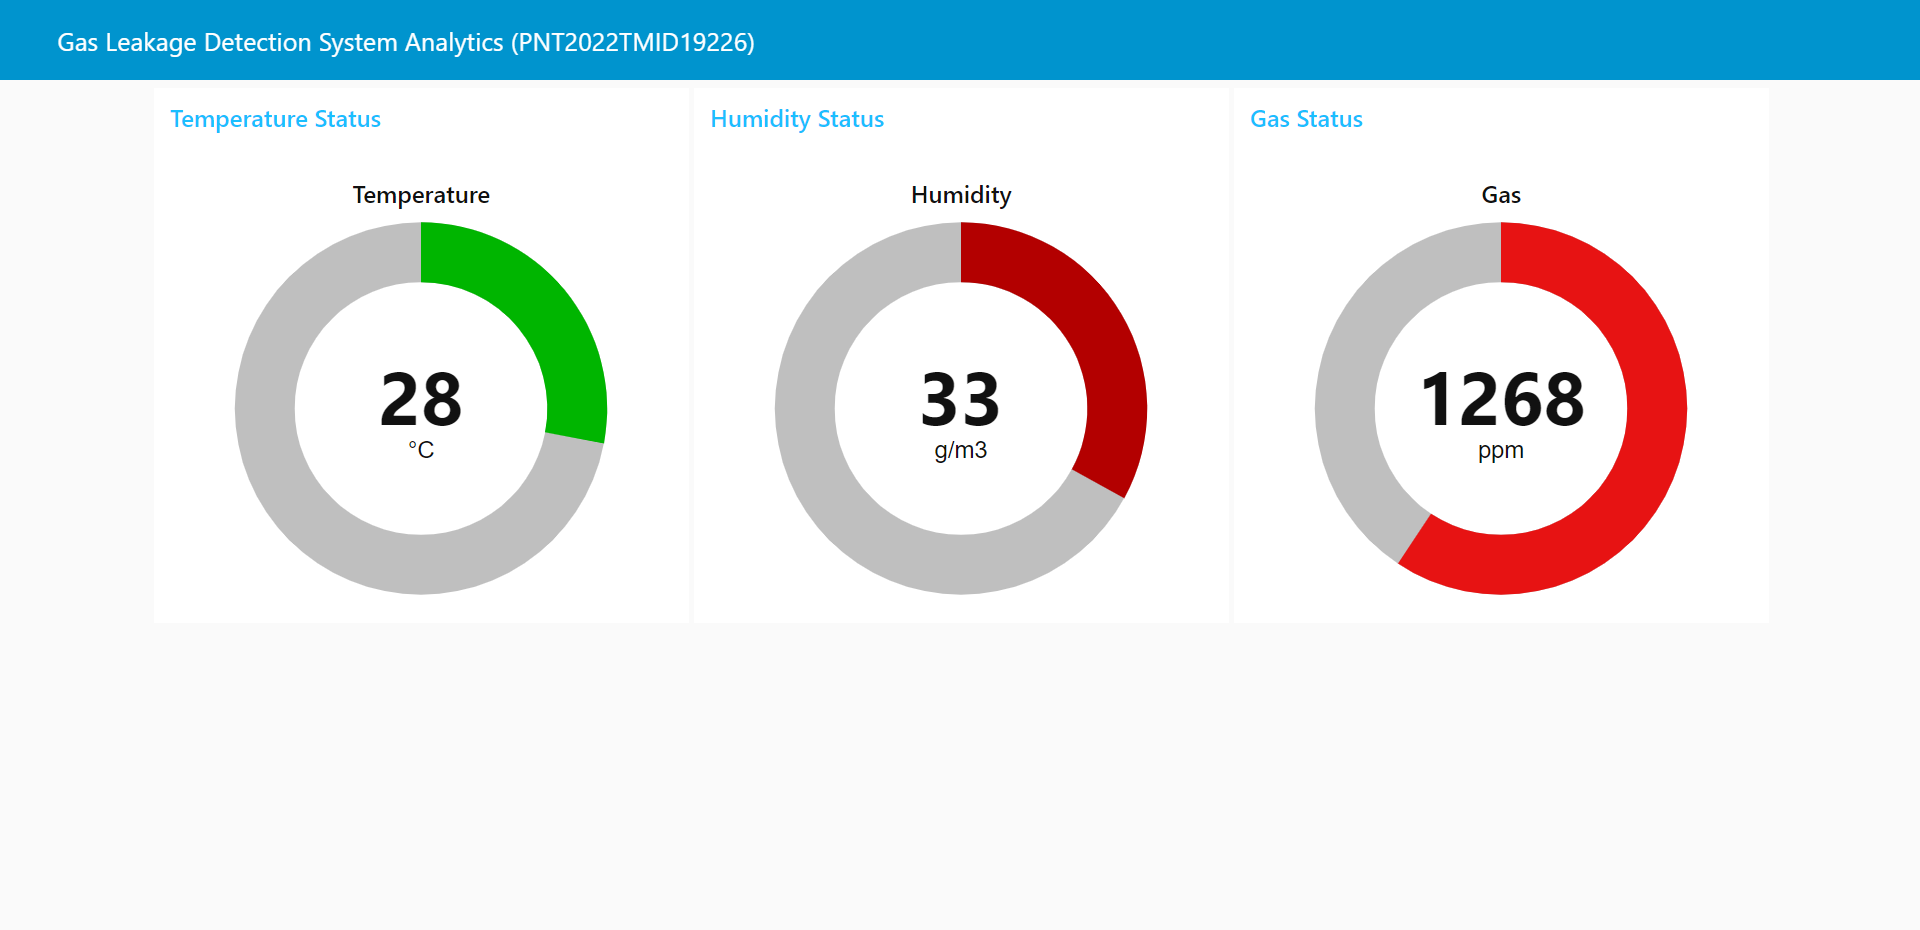 Gas Leakage Detection System Analytics (PNT2022TMID19226)
Temperature Status
Temperature
28
°C
Humidity Status
Humidity
33
g/m3
Gas Status
Gas
1268
ppm